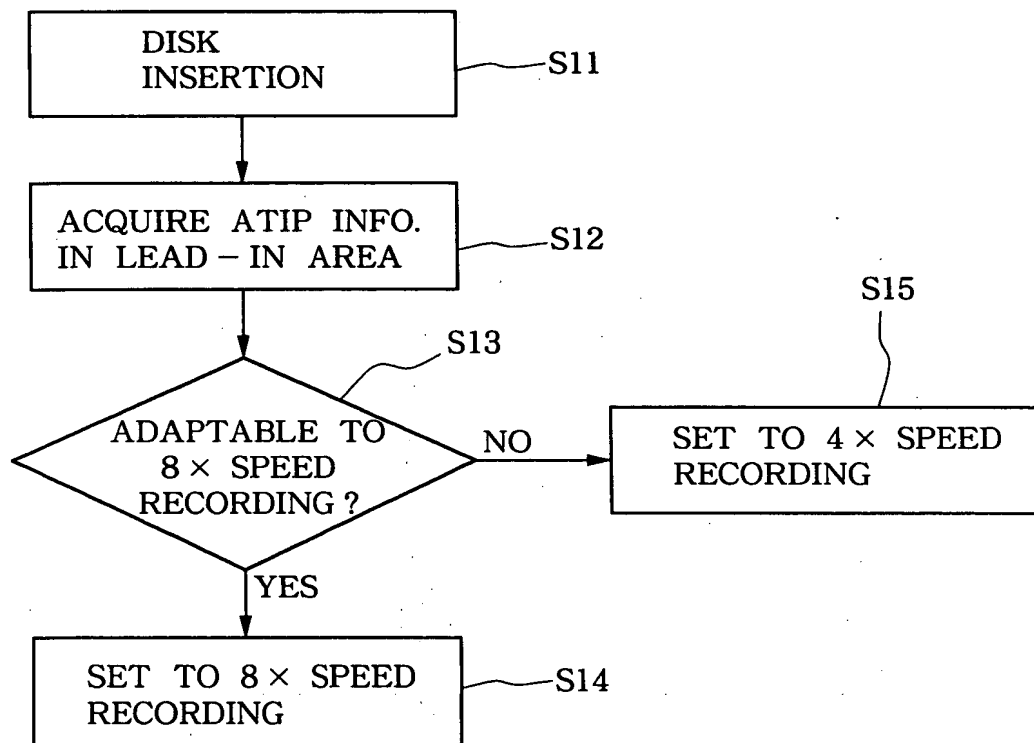 DISK
INSERTION
S11
ACQUIRE ATIP INFO.
IN LEAD-IN AREA
S12
S13
ADAPTABLE TO
8× SPEED
RECORDING?
NO
S15
SET TO 4× SPEED
RECORDING
YES
SET TO 8× SPEED
RECORDING
S14